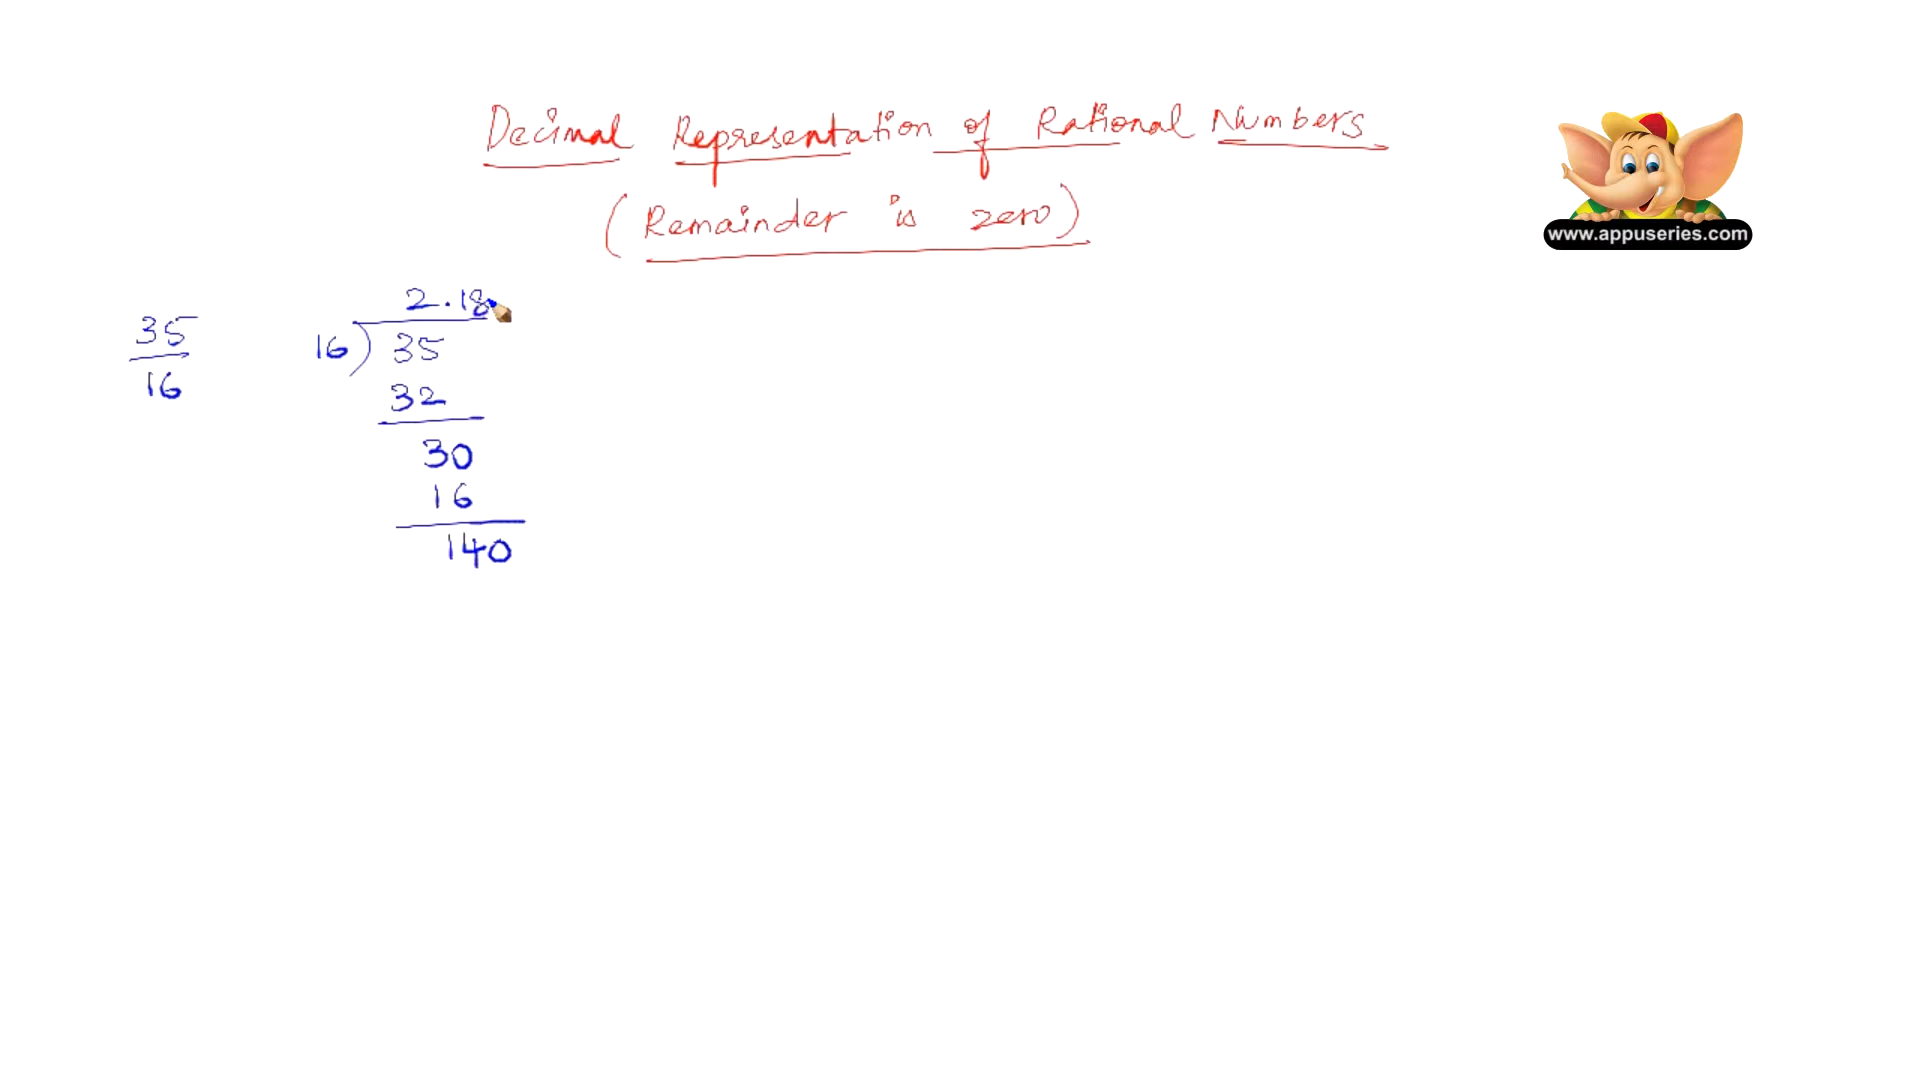 Decimal Representation of Rational Numbers
(Remainder is zero)
www.appuseries.com
35
16
2.18
16) 35
32
30
16
140